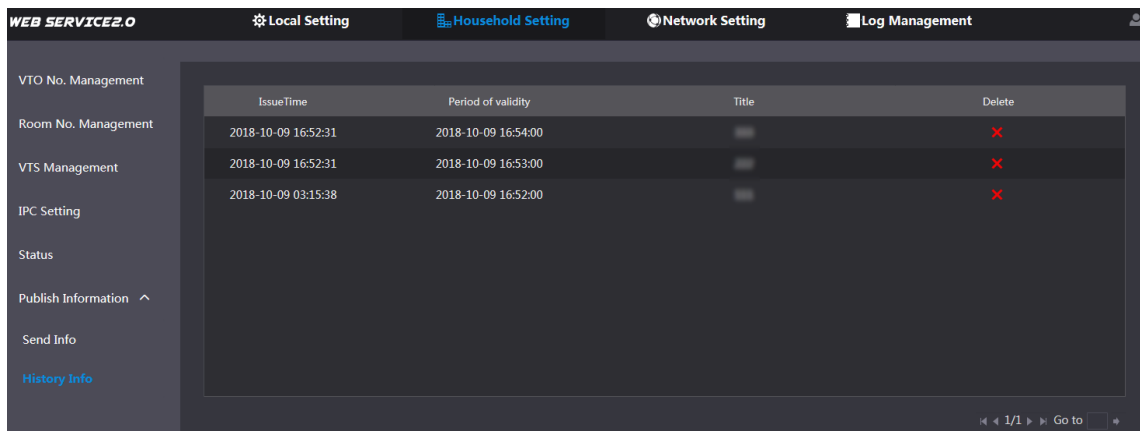 WEB SERVICE2.0 Local Setting Household Setting Network Setting Log Management
VTO No. Management
Room No. Management
VTS Management
IPC Setting
Status
Publish Information
Send Info
History Info
IssueTime Period of validity Title Delete
2018-10-09 16:52:31 2018-10-09 16:54:00
2018-10-09 16:52:31 2018-10-09 16:53:00
2018-10-09 03:15:38 2018-10-09 16:52:00
1/1 Go to